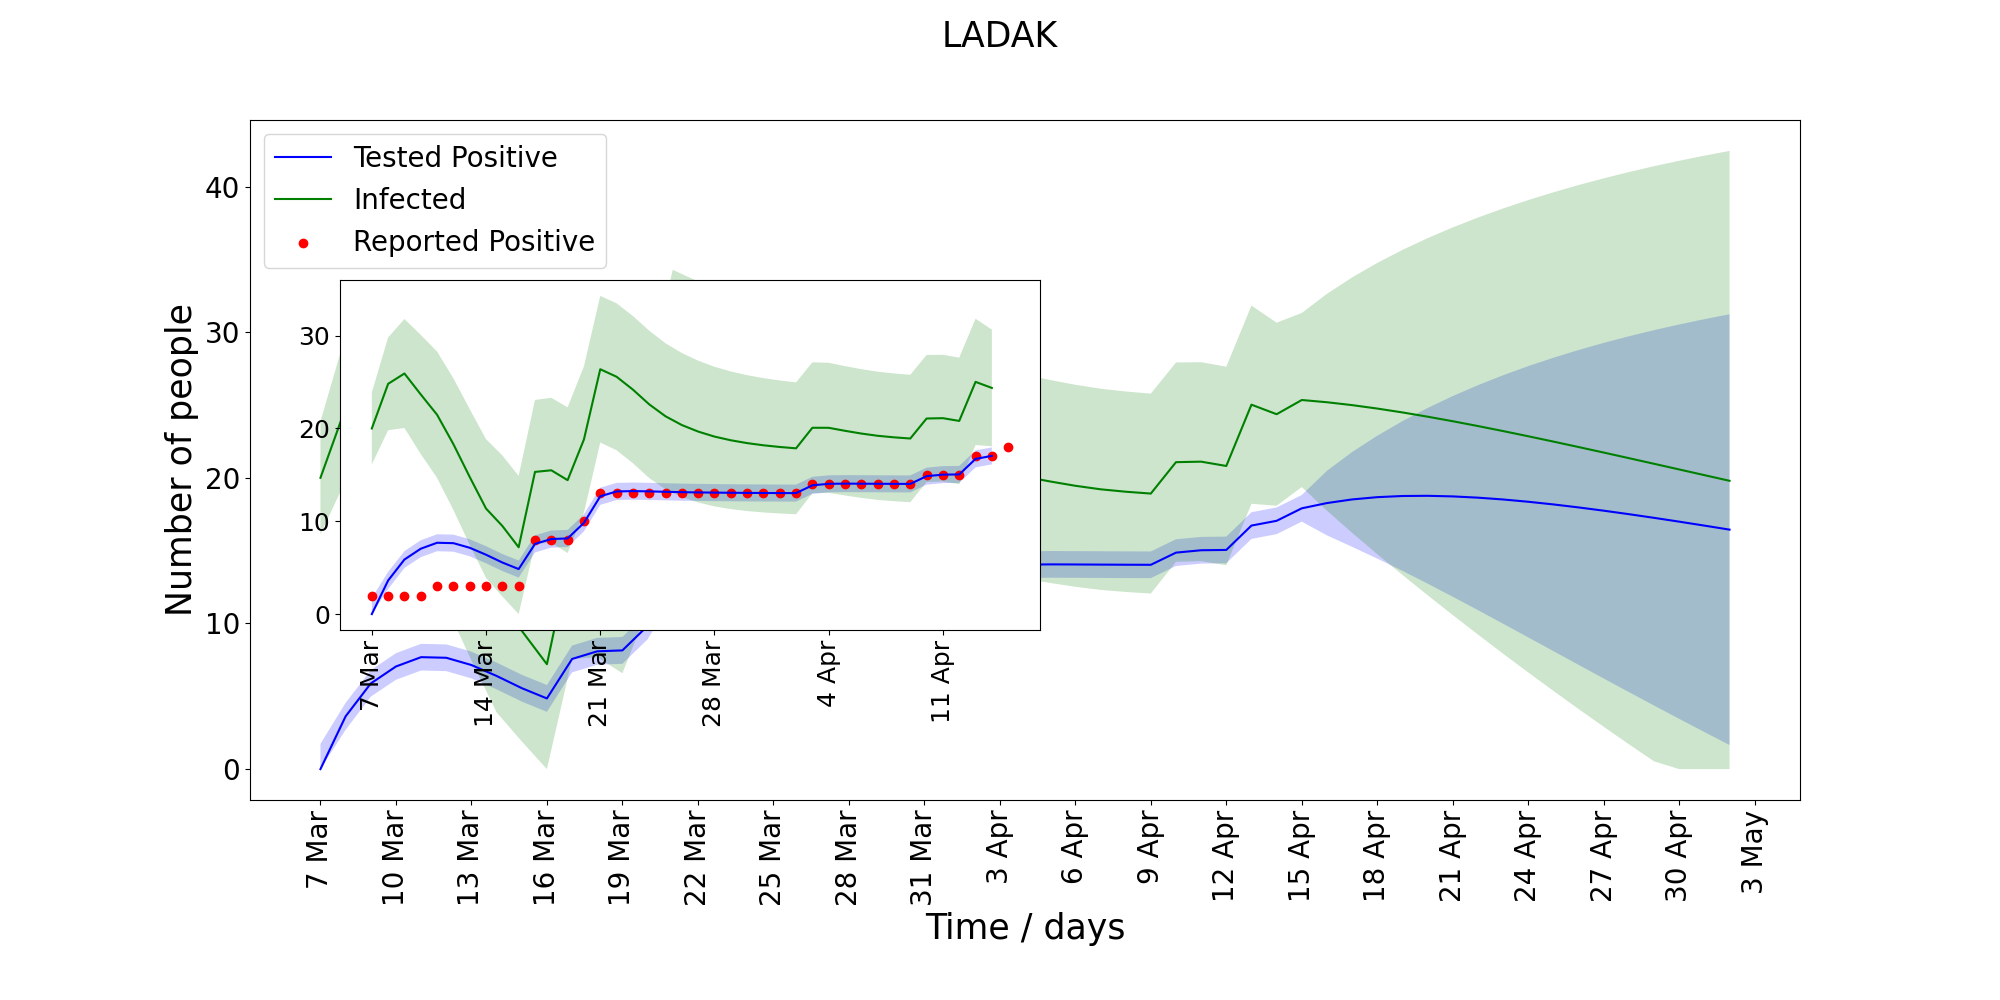 LADAK
Tested Positive
Infected
Reported Positive
Number of people
40
30
20
10
0
30
20
10
0
7 Mar
14 Mar
21 Mar
28 Mar
4 Apr
11 Apr
7 Mar
10 Mar
13 Mar
16 Mar
19 Mar
22 Mar
25 Mar
28 Mar
31 Mar
3 Apr
6 Apr
9 Apr
12 Apr
15 Apr
18 Apr
21 Apr
24 Apr
27 Apr
30 Apr
3 May
Time / days